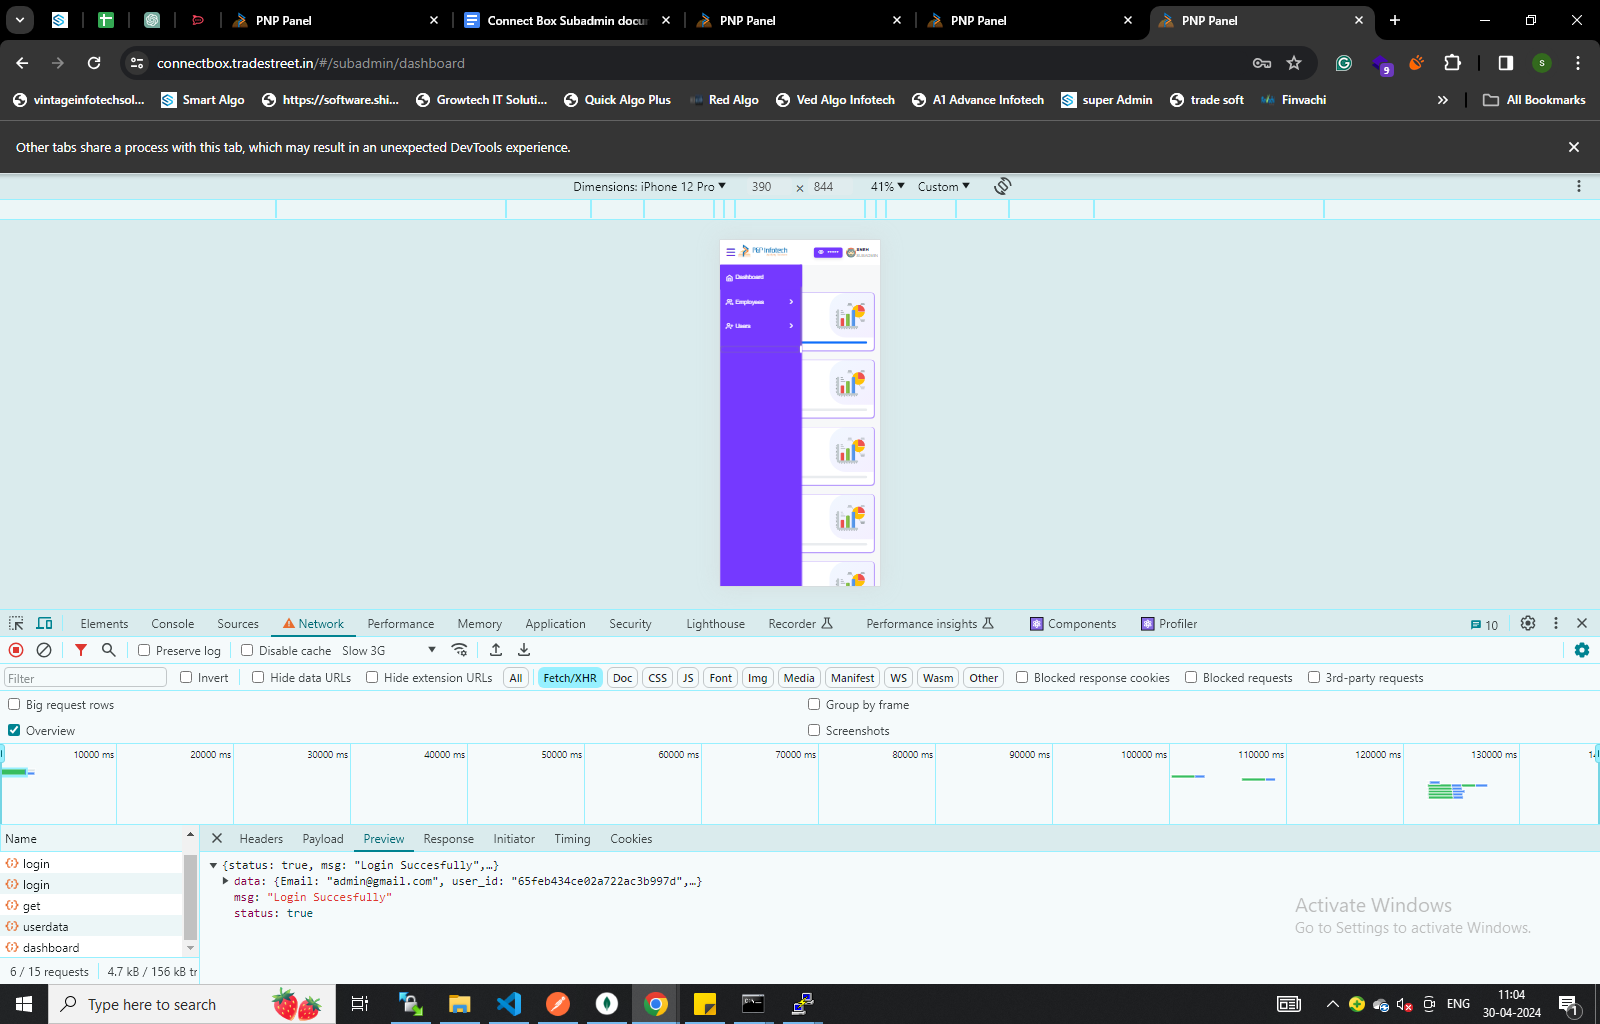 PNP Panel
Connect Box Subadmin docu
PNP Panel
PNP Panel
PNP Panel
connectbox.tradestreet.in/#/subadmin/dashboard
9
s
vintageinfotechsol...
Smart Algo
https://software.shi...
Growtech IT Soluti...
Quick Algo Plus
Red Algo
Ved Algo Infotech
A1 Advance Infotech
super Admin
trade soft
Finvachi
All Bookmarks
Other tabs share a process with this tab, which may result in an unexpected DevTools experience.
Dimensions: iPhone 12 Pro
390
×
844
41%
Custom
PNP Infotech
Dashboard
Employees
Users
Elements
Console
Sources
Network
Performance
Memory
Application
Security
Lighthouse
Recorder
Performance insights
Components
Profiler
10
Preserve log
Disable cache
Slow 3G
Filter
Invert
Hide data URLs
Hide extension URLs
All
Fetch/XHR
Doc
CSS
JS
Font
Img
Media
Manifest
WS
Wasm
Other
Blocked response cookies
Blocked requests
3rd-party requests
Big request rows
Group by frame
Overview
Screenshots
10000 ms
20000 ms
30000 ms
40000 ms
50000 ms
60000 ms
70000 ms
80000 ms
90000 ms
100000 ms
110000 ms
120000 ms
130000 ms
Name
Headers
Payload
Preview
Response
Initiator
Timing
Cookies
login
login
get
userdata
dashboard
{status: true, msg: "Login Succesfully",…}
data: {Email: "admin@gmail.com", user_id: "65feb434ce02a722ac3b997d",…}
msg: "Login Succesfully"
status: true
Activate Windows
Go to Settings to activate Windows.
6 / 15 requests
4.7 kB / 156 kB tr
Type here to search
ENG
11:04
30-04-2024
1